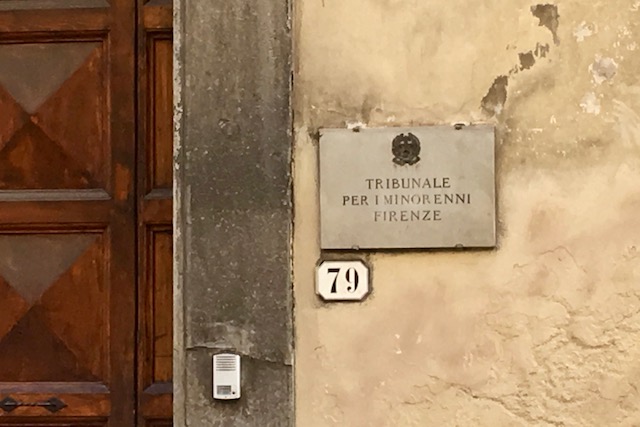 TRIBUNALE
PER I MINORENNI
FIRENZE
79